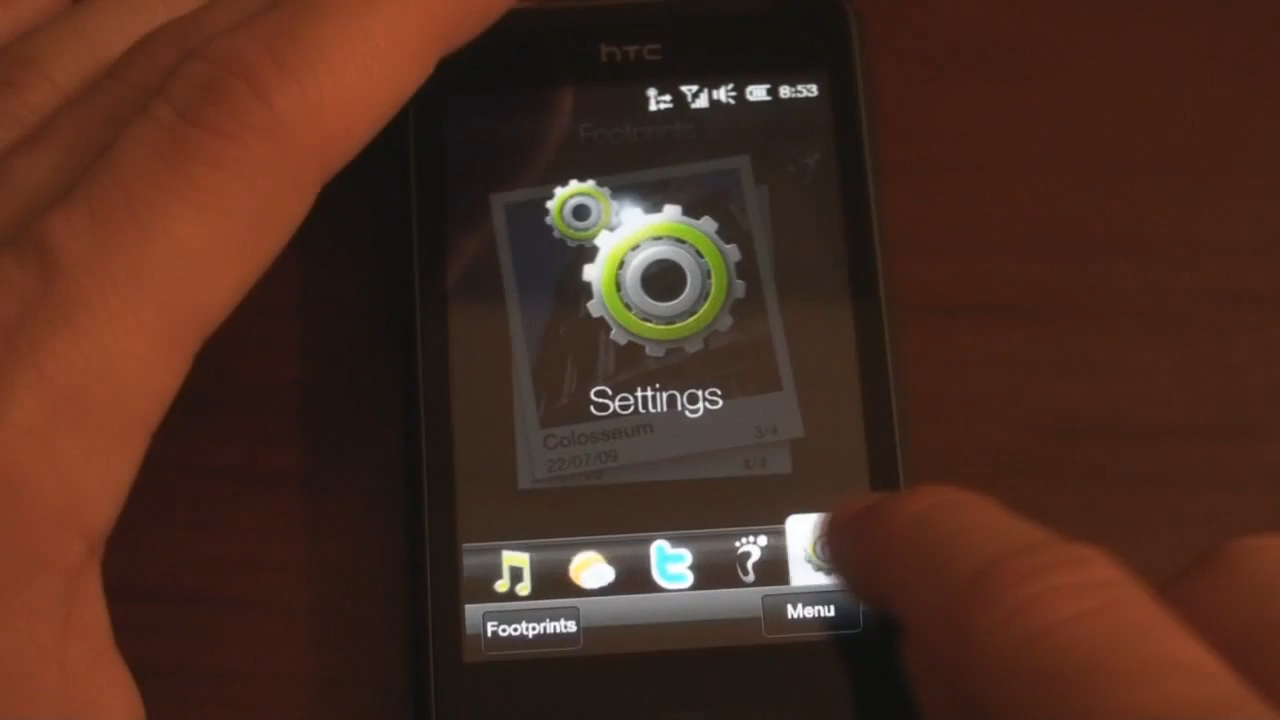 hTC
8:53
Footprints
Settings
Colosseum 3/4
22/07/09 4/4
Footprints Menu